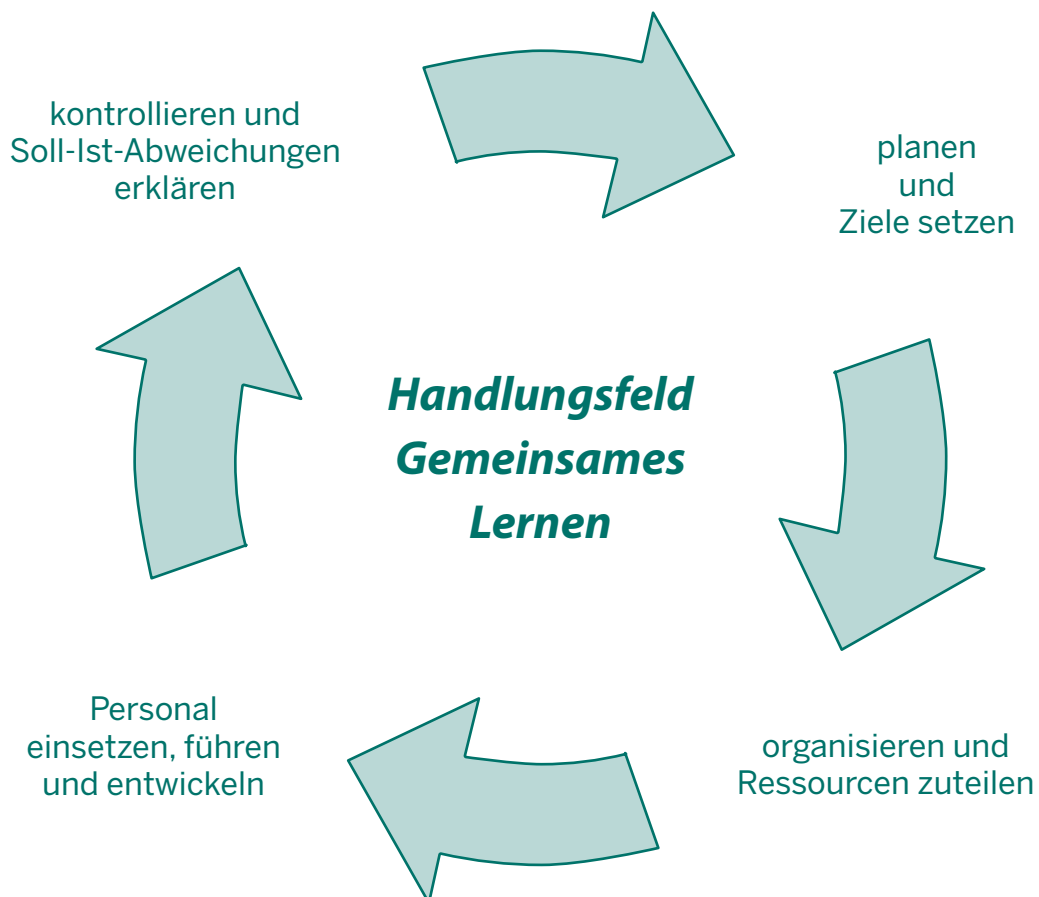 kontrollieren und
Soll-Ist-Abweichungen
erklären
planen
und
Ziele setzen
Handlungsfeld
Gemeinsames
Lernen
Personal
einsetzen, führen
und entwickeln
organisieren und
Ressourcen zuteilen